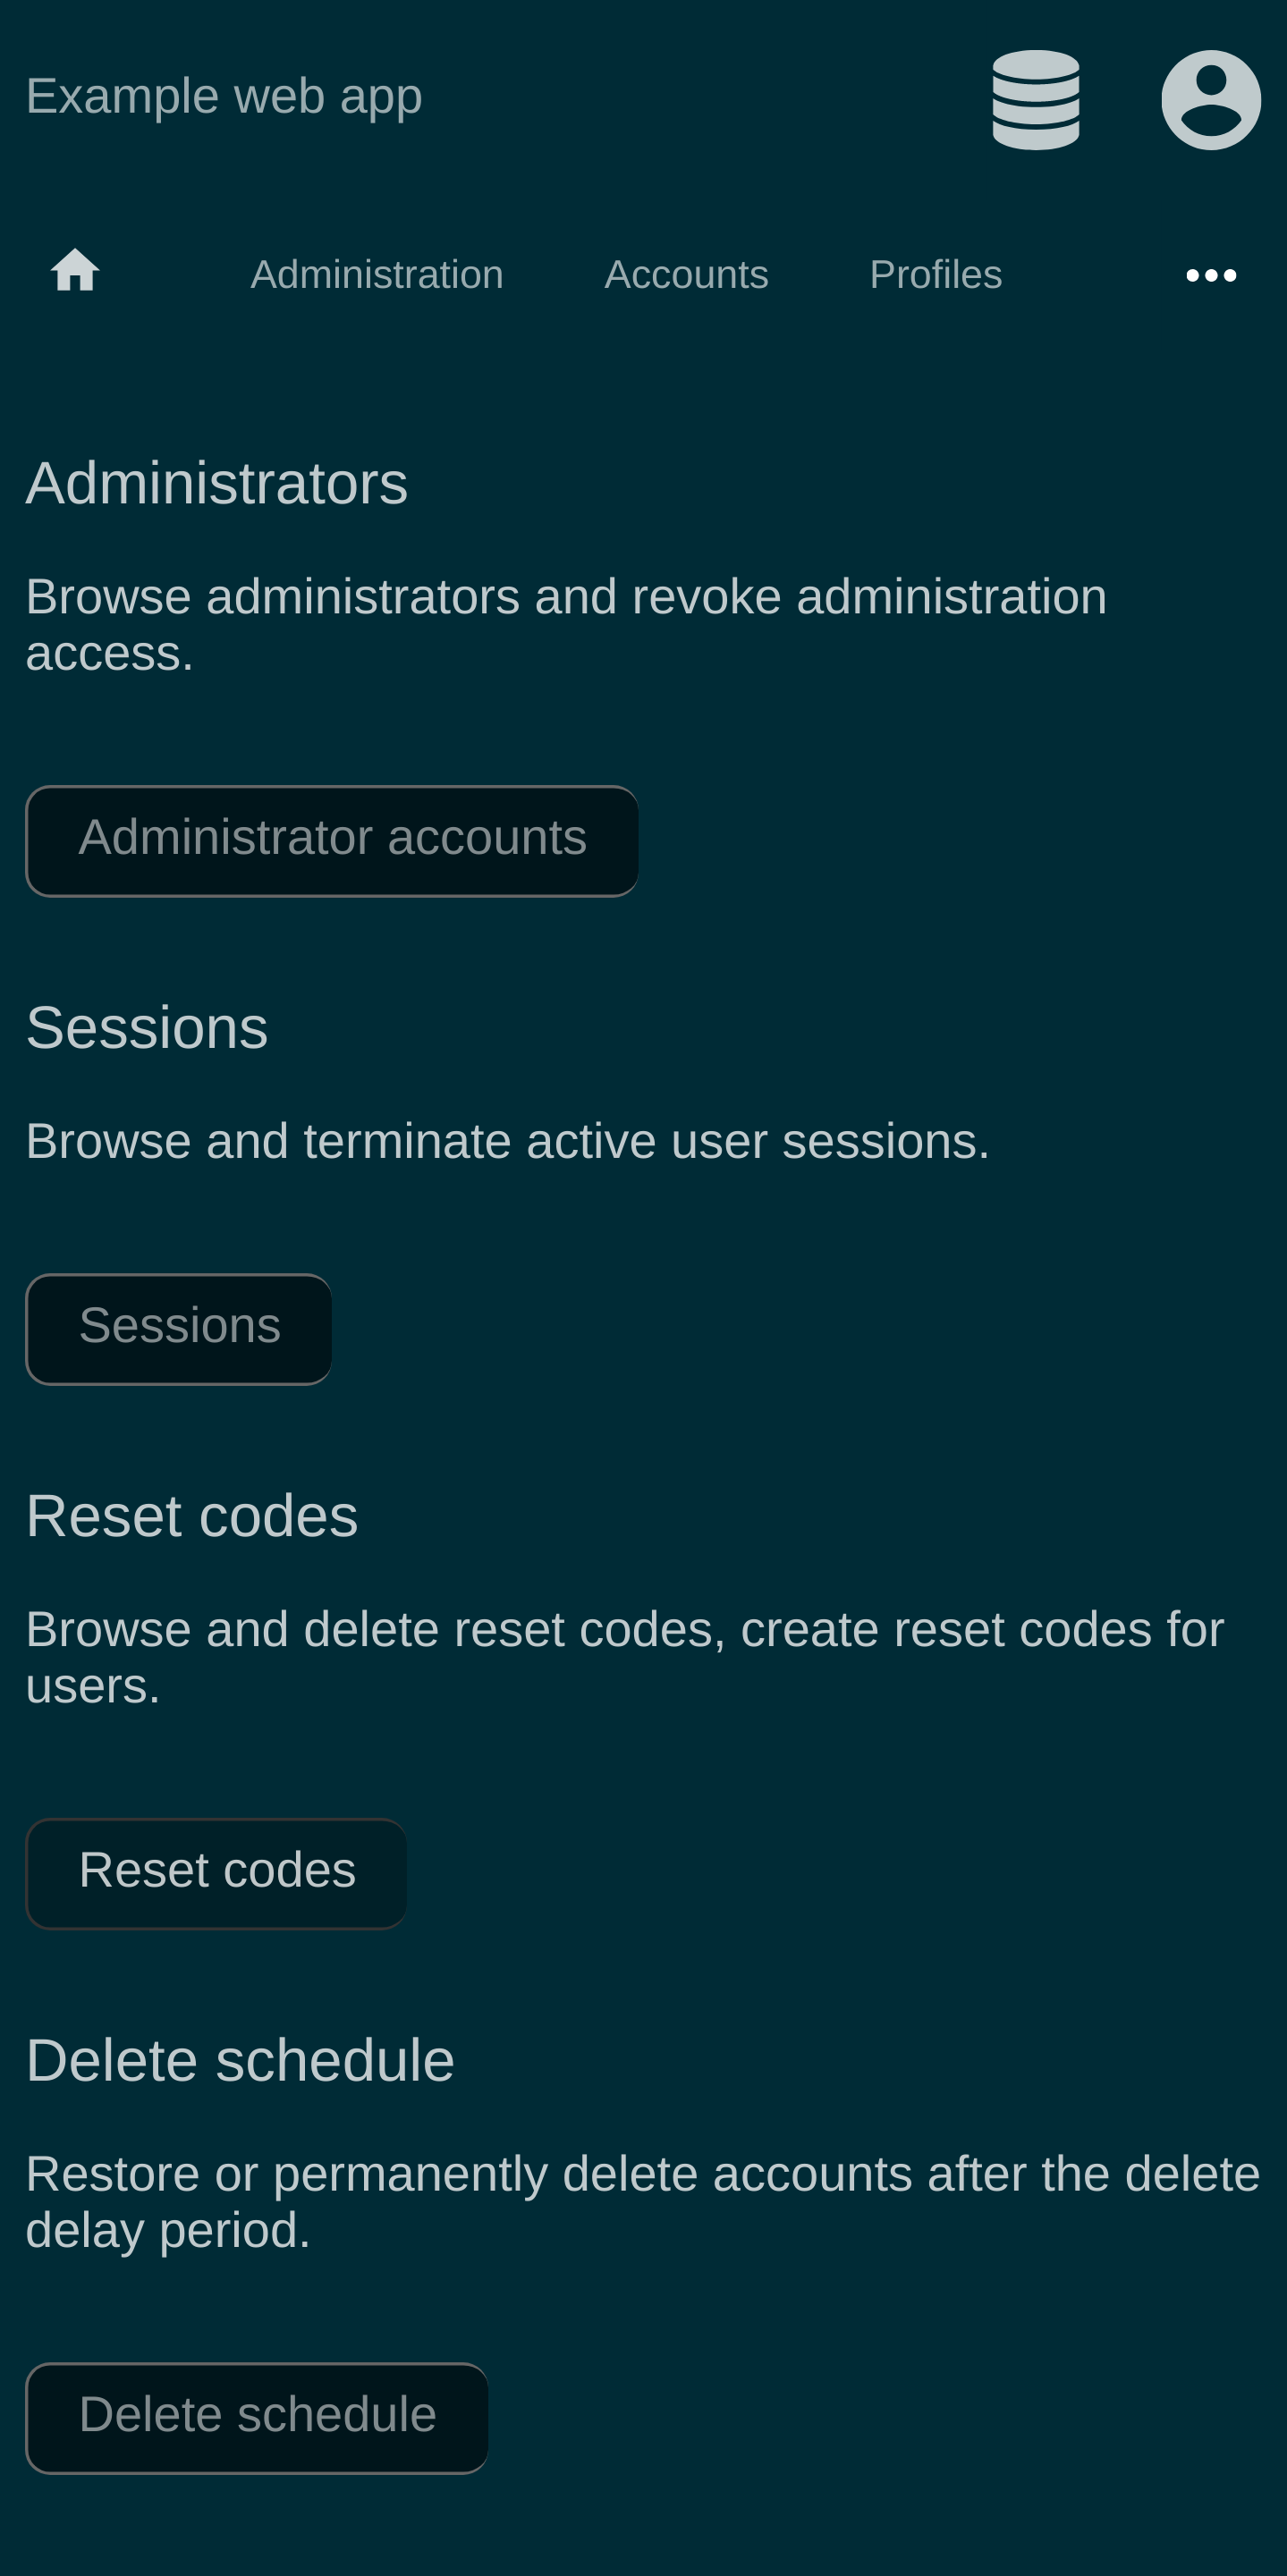 Example web app
Administration Accounts Profiles
Administrators
Browse administrators and revoke administration
access.
Administrator accounts
Sessions
Browse and terminate active user sessions.
Sessions
Reset codes
Browse and delete reset codes, create reset codes for
users.
Reset codes
Delete schedule
Restore or permanently delete accounts after the delete
delay period.
Delete schedule